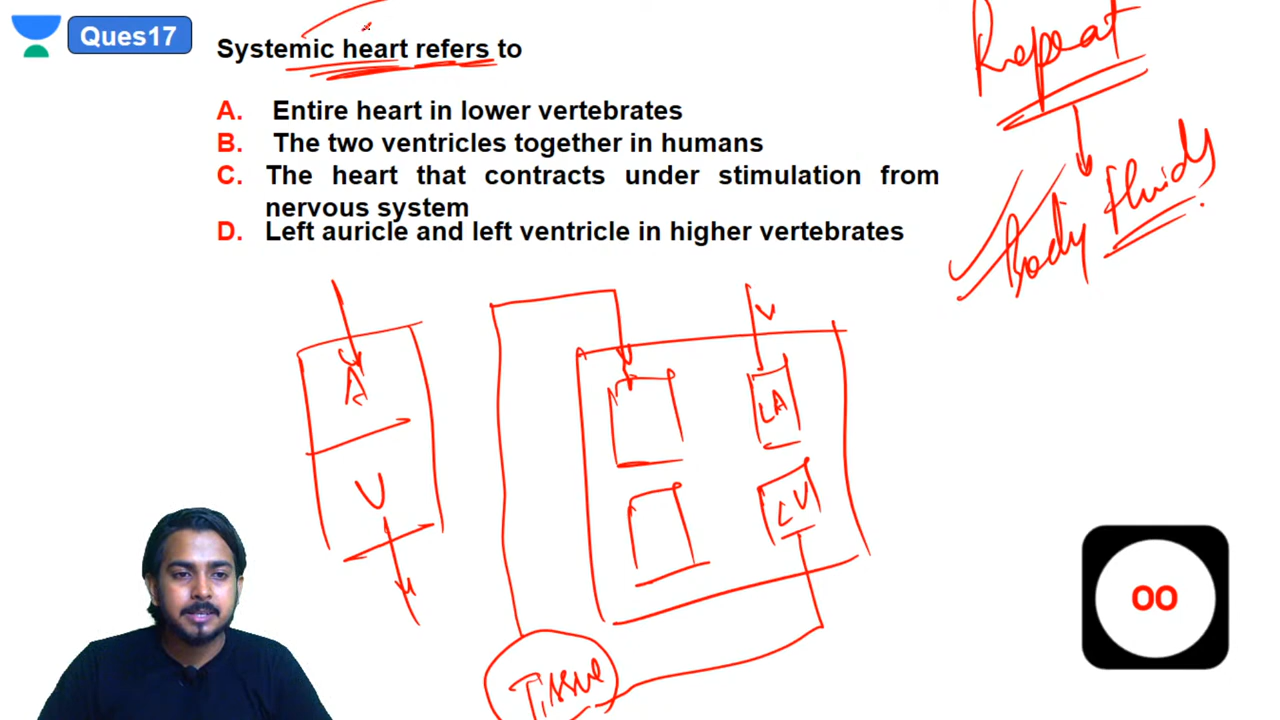 Ques17
Systemic heart refers to
A. Entire heart in lower vertebrates
B. The two ventricles together in humans
C. The heart that contracts under stimulation from
nervous system
D. Left auricle and left ventricle in higher vertebrates
Repeat
Body fluids
A
V
V
LA
LV
Tissue
00